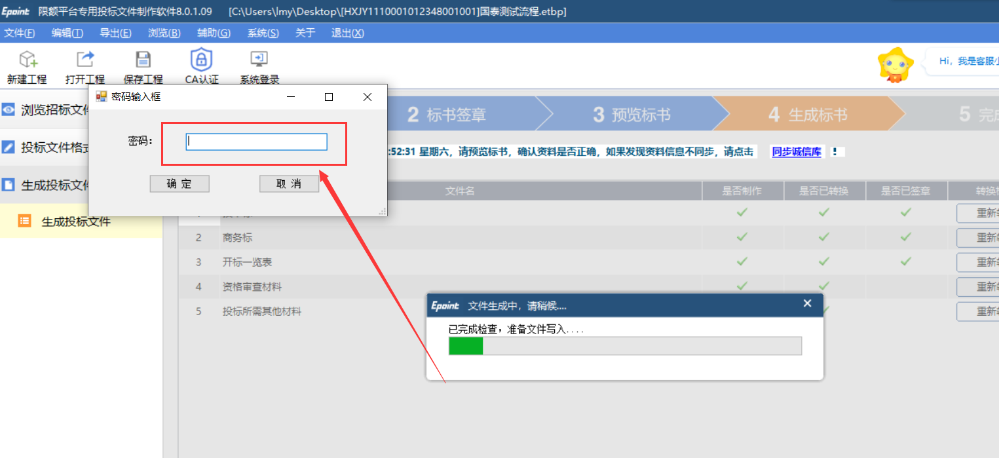 Epoint 限额平台专用投标文件制作软件8.0.1.09 [C:\Users\lmy\Desktop\[HXJY1110001012348001001]国泰测试流程.etbp]
文件(F) 编辑(T) 导出(E) 浏览(B) 辅助(G) 系统(S) 关于 退出(X)
新建工程 打开工程 保存工程 CA认证 系统登录
Hi，我是客服小
密码输入框
密码：
确 定 取 消
浏览招标文件
投标文件格式
生成投标文件
生成投标文件
2 标书签章 3 预览标书 4 生成标书 5 完成
:52:31 星期六，请预览标书，确认资料是否正确，如果发现资料信息不同步，请点击 同步诚信库 ！
文件名 是否制作 是否已转换 是否已签章 转换
重新
2 商务标 重新
3 开标一览表 重新
4 资格审查材料 重新
5 投标所需其他材料 重新
Epoint 文件生成中，请稍候....
已完成检查，准备文件写入....